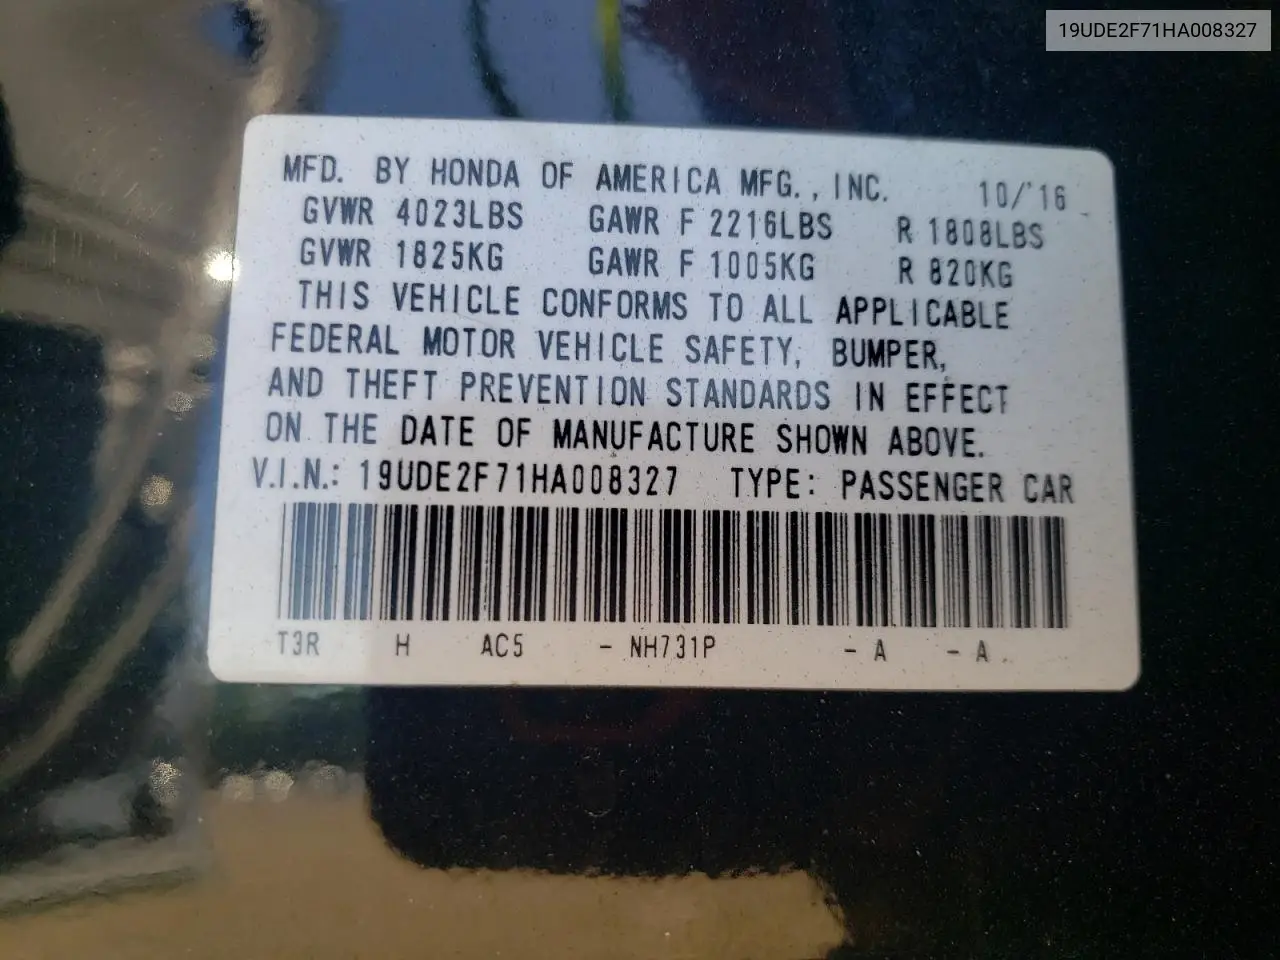 19UDE2F71HA008327
MFD. BY HONDA OF AMERICA MFG., INC. 10/'16
GVWR 4023LBS GAWR F 2216LBS R 1808LBS
GVWR 1825KG GAWR F 1005KG R 820KG
THIS VEHICLE CONFORMS TO ALL APPLICABLE
FEDERAL MOTOR VEHICLE SAFETY, BUMPER,
AND THEFT PREVENTION STANDARDS IN EFFECT
ON THE DATE OF MANUFACTURE SHOWN ABOVE.
V.I.N.: 19UDE2F71HA008327 TYPE: PASSENGER CAR
T3R H AC5 - NH731P - A - A